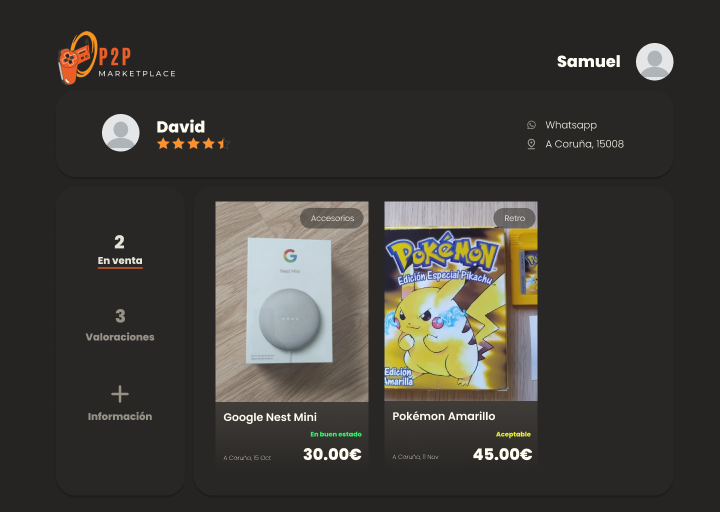 P2P
MARKETPLACE
Samuel
David
Whatsapp
A Coruña, 15008
2
En venta
3
Valoraciones
Información
Accesorios
Nest Mini
Google Nest Mini
En buen estado
A Coruña, 15 Oct
30.00€
Retro
POKéMON
Edición Especial Pikachu
Edición
Amarilla
Pokémon Amarillo
Aceptable
A Coruña, 11 Nov
45.00€